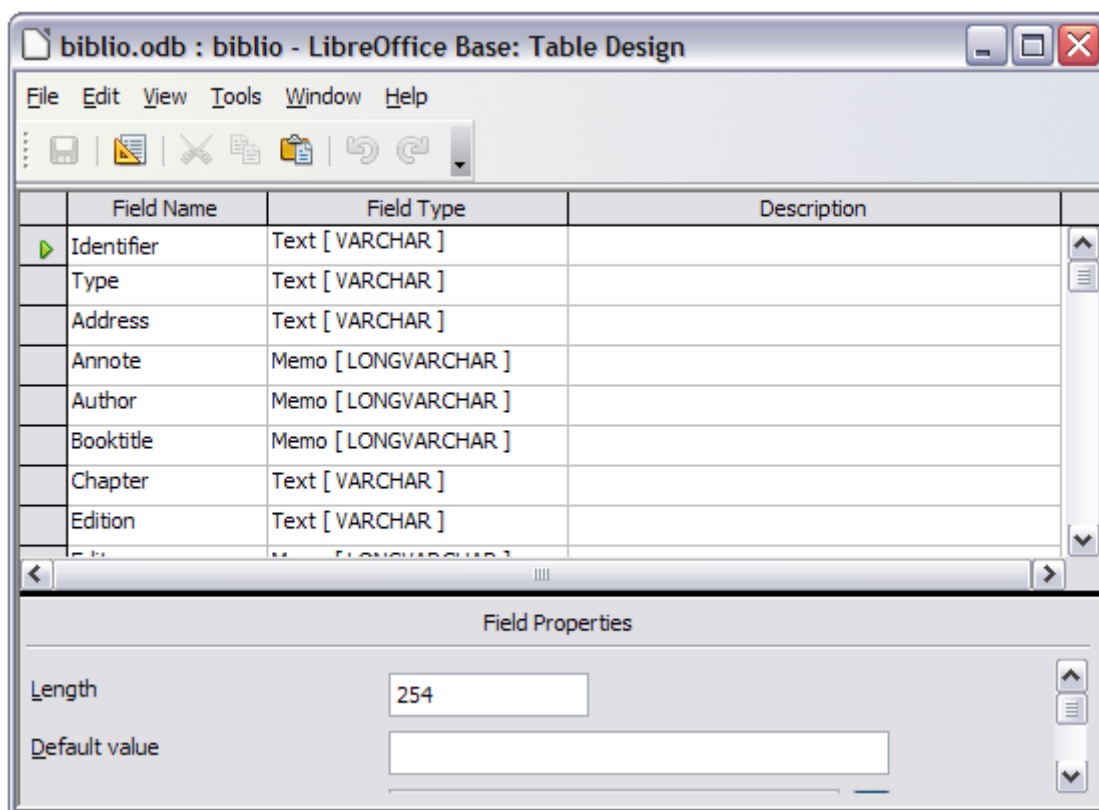 biblio.odb : biblio - LibreOffice Base: Table Design
File Edit View Tools Window Help
Field Name Field Type Description
Identifier Text [ VARCHAR ]
Type Text [ VARCHAR ]
Address Text [ VARCHAR ]
Annote Memo [ LONGVARCHAR ]
Author Memo [ LONGVARCHAR ]
Booktitle Memo [ LONGVARCHAR ]
Chapter Text [ VARCHAR ]
Edition Text [ VARCHAR ]
Field Properties
Length 254
Default value